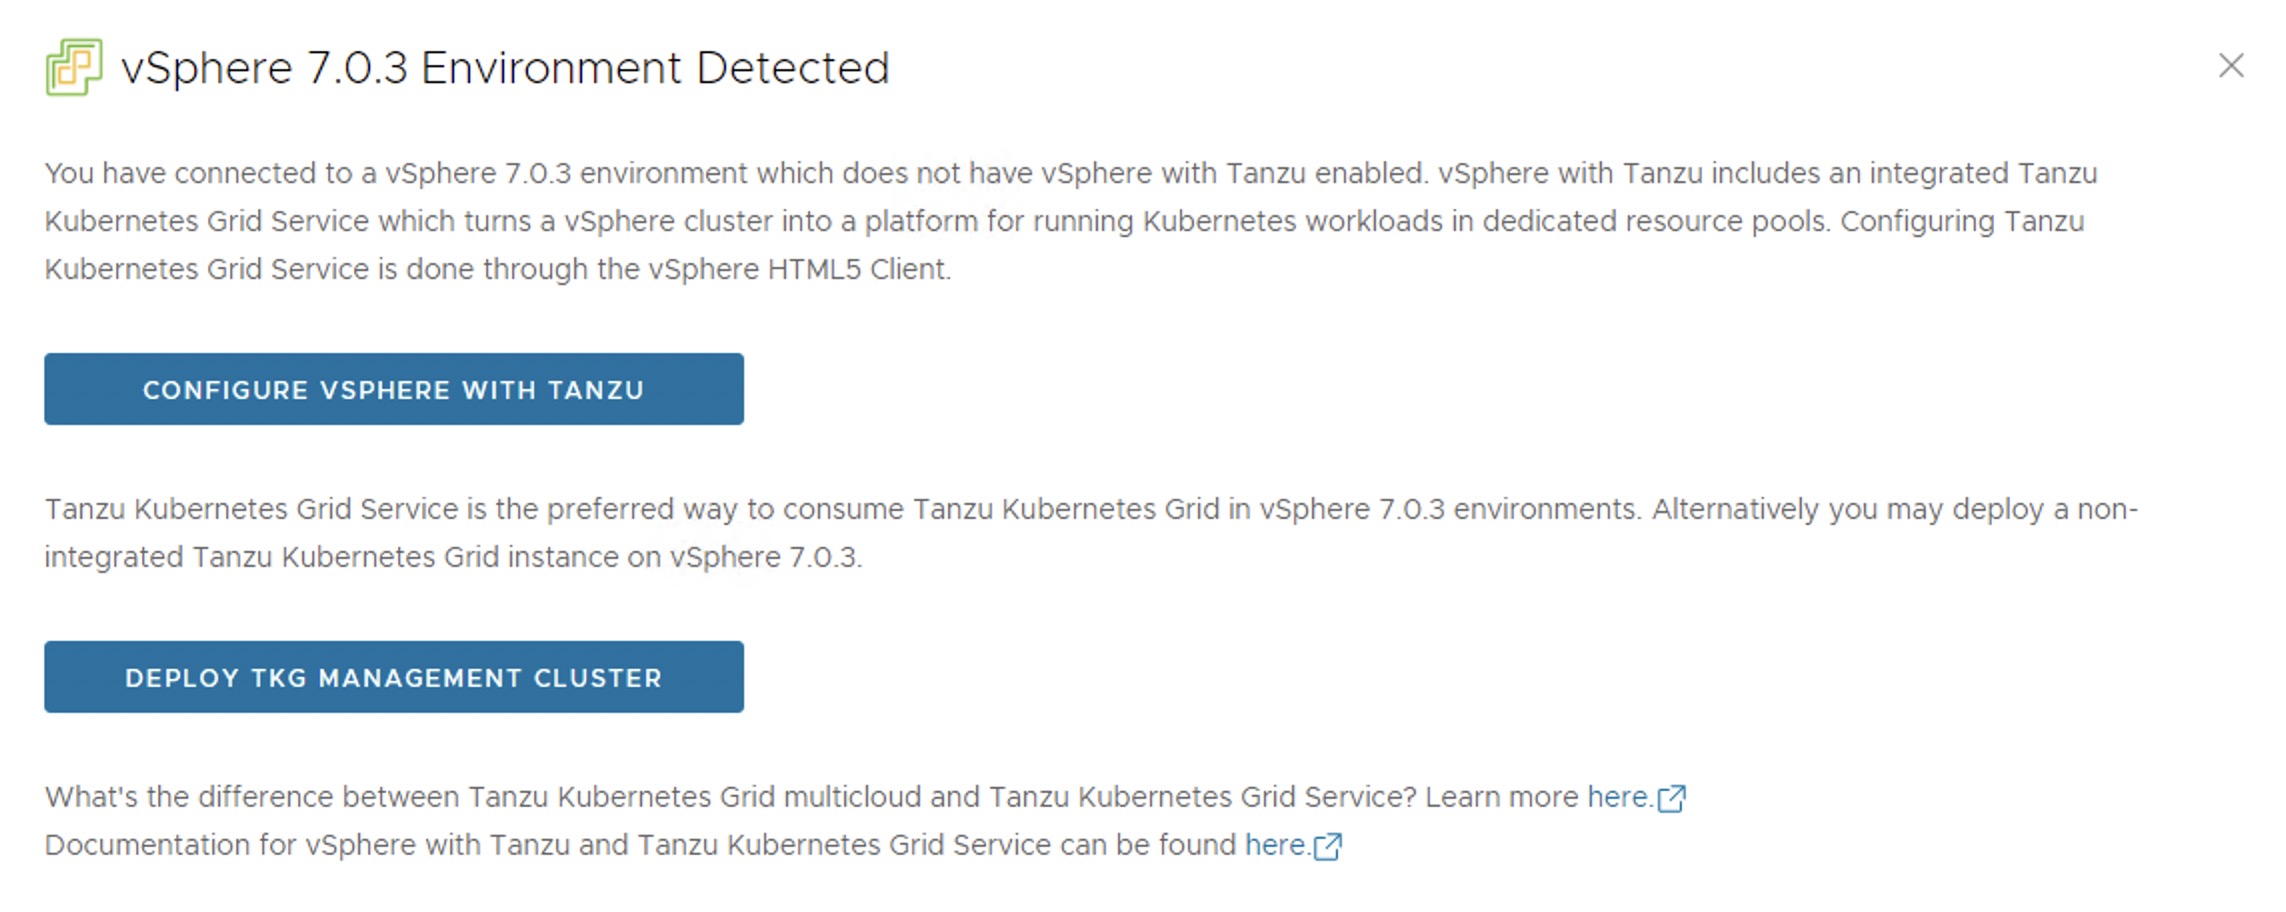 vSphere 7.0.3 Environment Detected
You have connected to a vSphere 7.0.3 environment which does not have vSphere with Tanzu enabled. vSphere with Tanzu includes an integrated Tanzu
Kubernetes Grid Service which turns a vSphere cluster into a platform for running Kubernetes workloads in dedicated resource pools. Configuring Tanzu
Kubernetes Grid Service is done through the vSphere HTML5 Client.
CONFIGURE VSPHERE WITH TANZU
Tanzu Kubernetes Grid Service is the preferred way to consume Tanzu Kubernetes Grid in vSphere 7.0.3 environments. Alternatively you may deploy a non-
integrated Tanzu Kubernetes Grid instance on vSphere 7.0.3.
DEPLOY TKG MANAGEMENT CLUSTER
What's the difference between Tanzu Kubernetes Grid multicloud and Tanzu Kubernetes Grid Service? Learn more here.
Documentation for vSphere with Tanzu and Tanzu Kubernetes Grid Service can be found here.